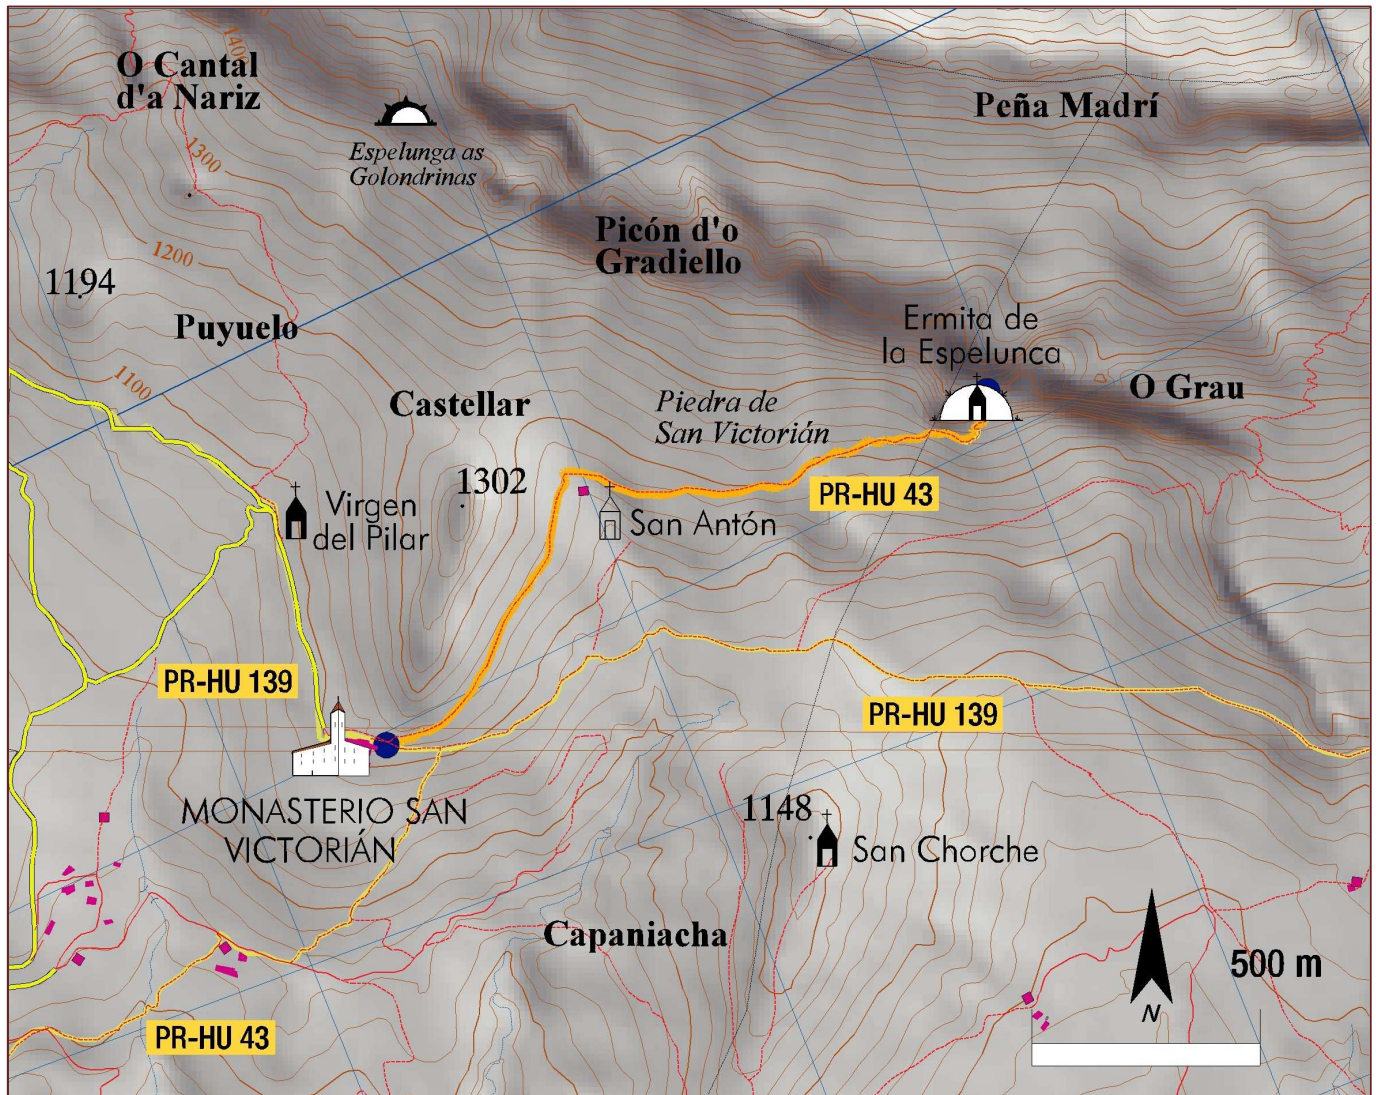 1400
O Cantal
d'a Nariz
Peña Madrí
1300
Espelunga as
Golondrinas
Picón d'o
Gradiello
1200
1194
Ermita de
la Espelunca
Puyuelo
1100
O Grau
Castellar
Piedra de
San Victorián
1302
PR-HU 43
Virgen
del Pilar
San Antón
PR-HU 139
PR-HU 139
MONASTERIO SAN
VICTORIÁN
1148
San Chorche
Capaniacha
500 m
N
PR-HU 43